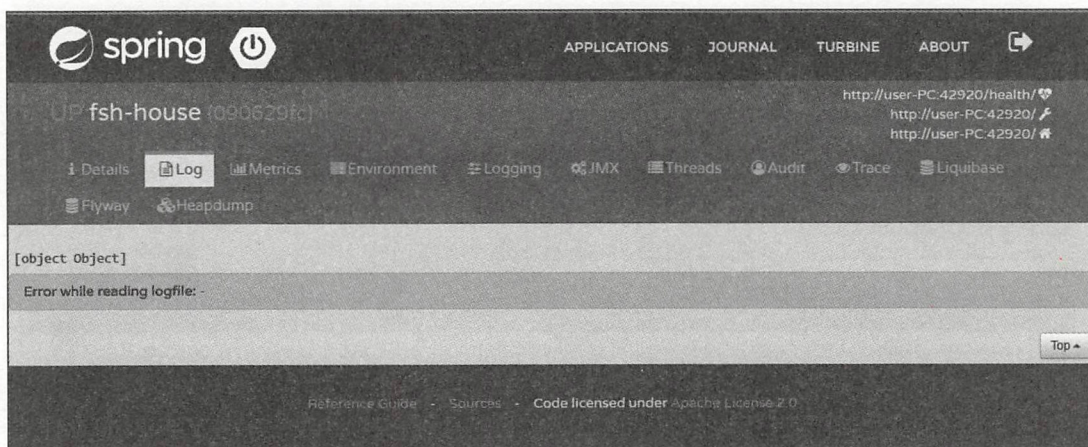 spring APPLICATIONS JOURNAL TURBINE ABOUT
http://user-PC:42920/health/
UP fsh-house (090629fc)
http://user-PC:42920/
http://user-PC:42920/
Details Log Metrics Environment Logging JMX Threads Audit Trace Liquibase
Flyway Heapdump
[object Object]
Error while reading logfile: -
Top
Reference Guide - Sources - Code licensed under Apache License 2.0